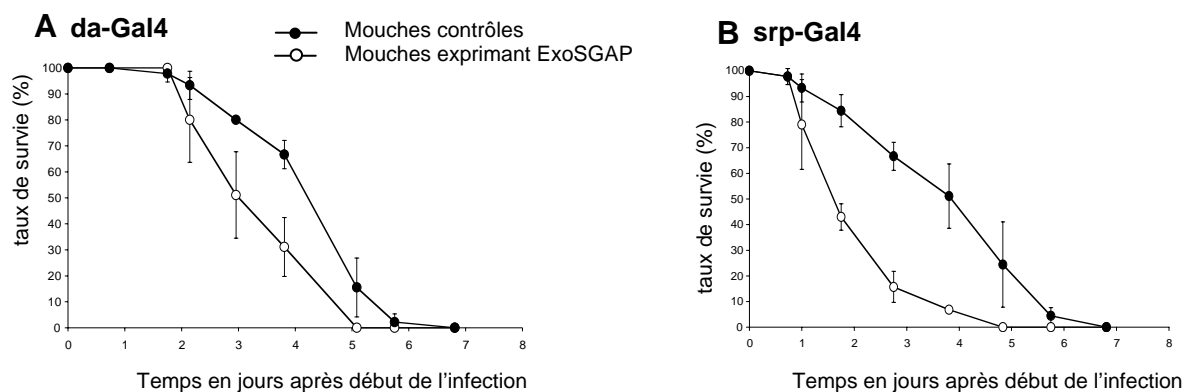 A da-Gal4
Mouches contrôles
Mouches exprimant ExoSGAP
B srp-Gal4
taux de survie (%)
100
90
80
70
60
50
40
30
20
10
0
0 1 2 3 4 5 6 7 8
Temps en jours après début de l'infection
taux de survie (%)
100
90
80
70
60
50
40
30
20
10
0
0 1 2 3 4 5 6 7 8
Temps en jours après début de l'infection